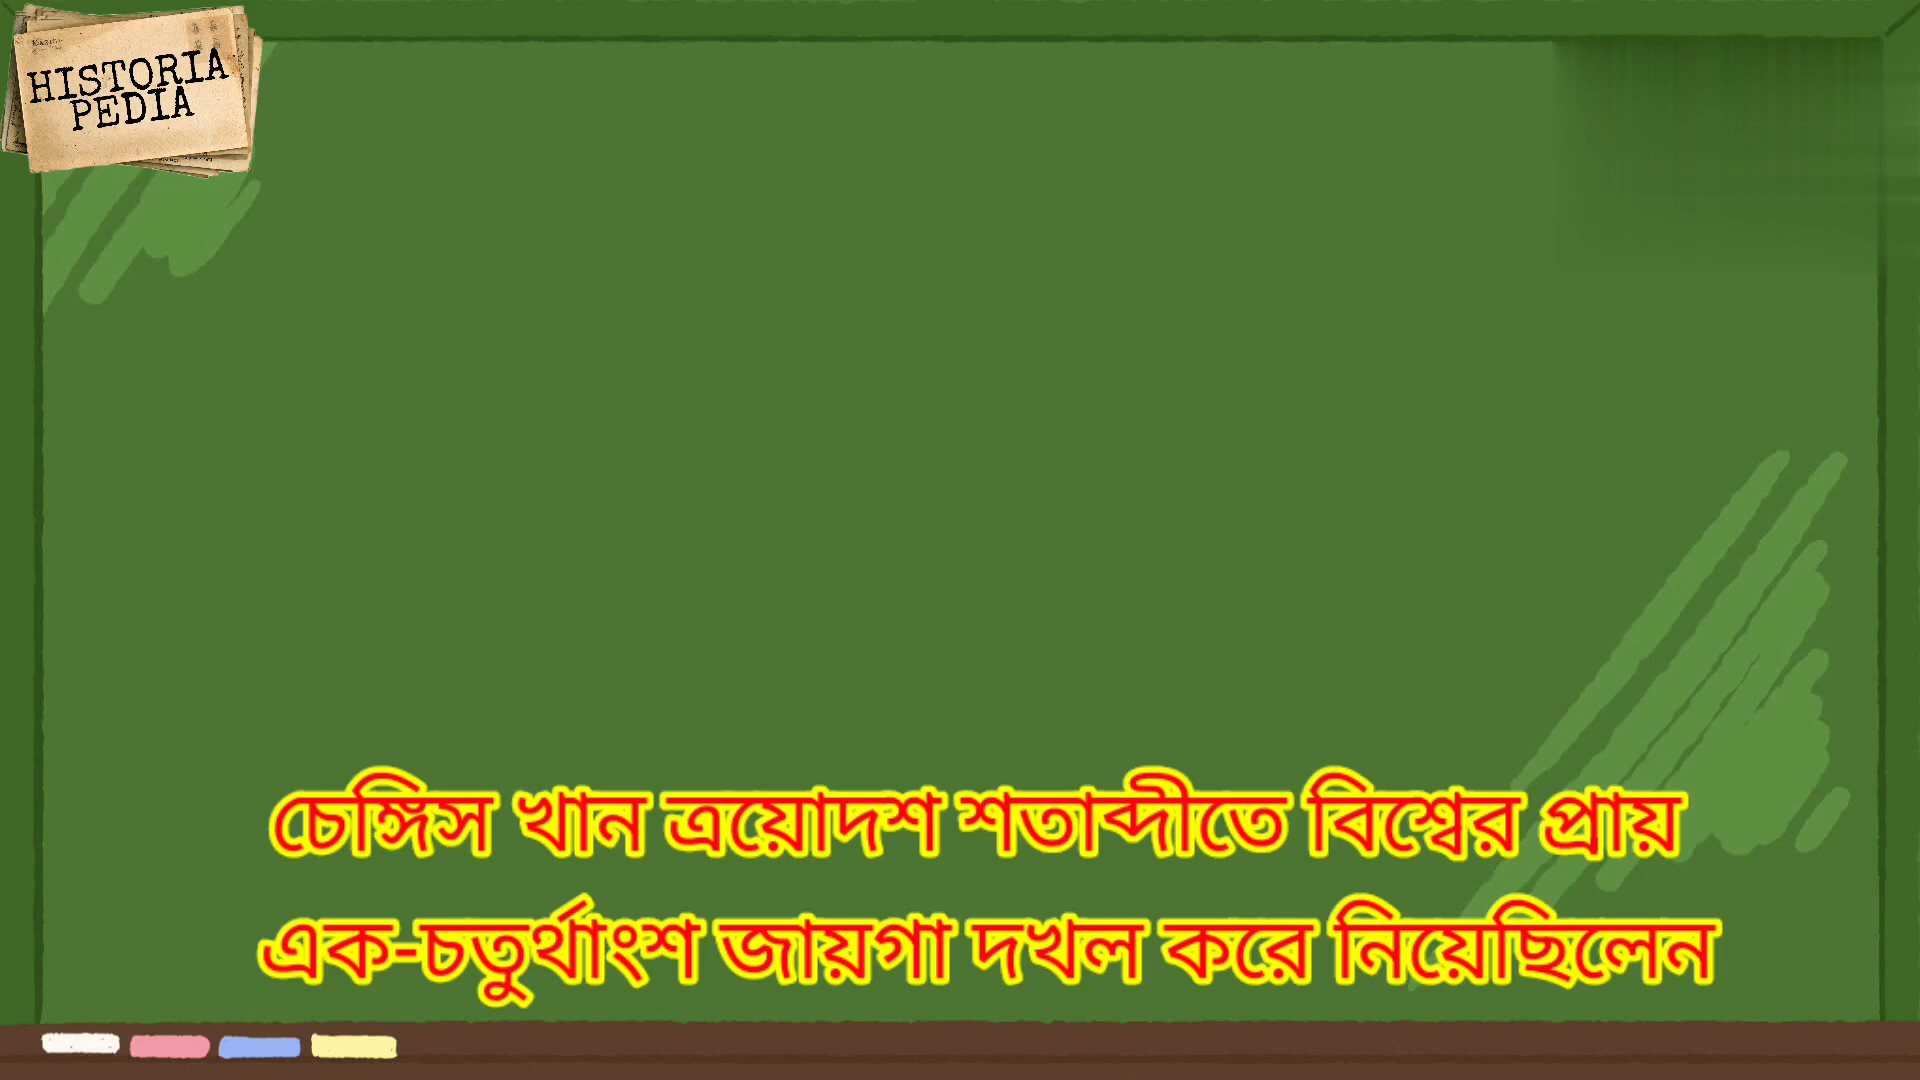 HISTORIA
PEDIA
চেঙ্গিস খান ত্রয়োদশ শতাব্দীতে বিশ্বের প্রায়
এক-চতুর্থাংশ জায়গা দখল করে নিয়েছিলেন